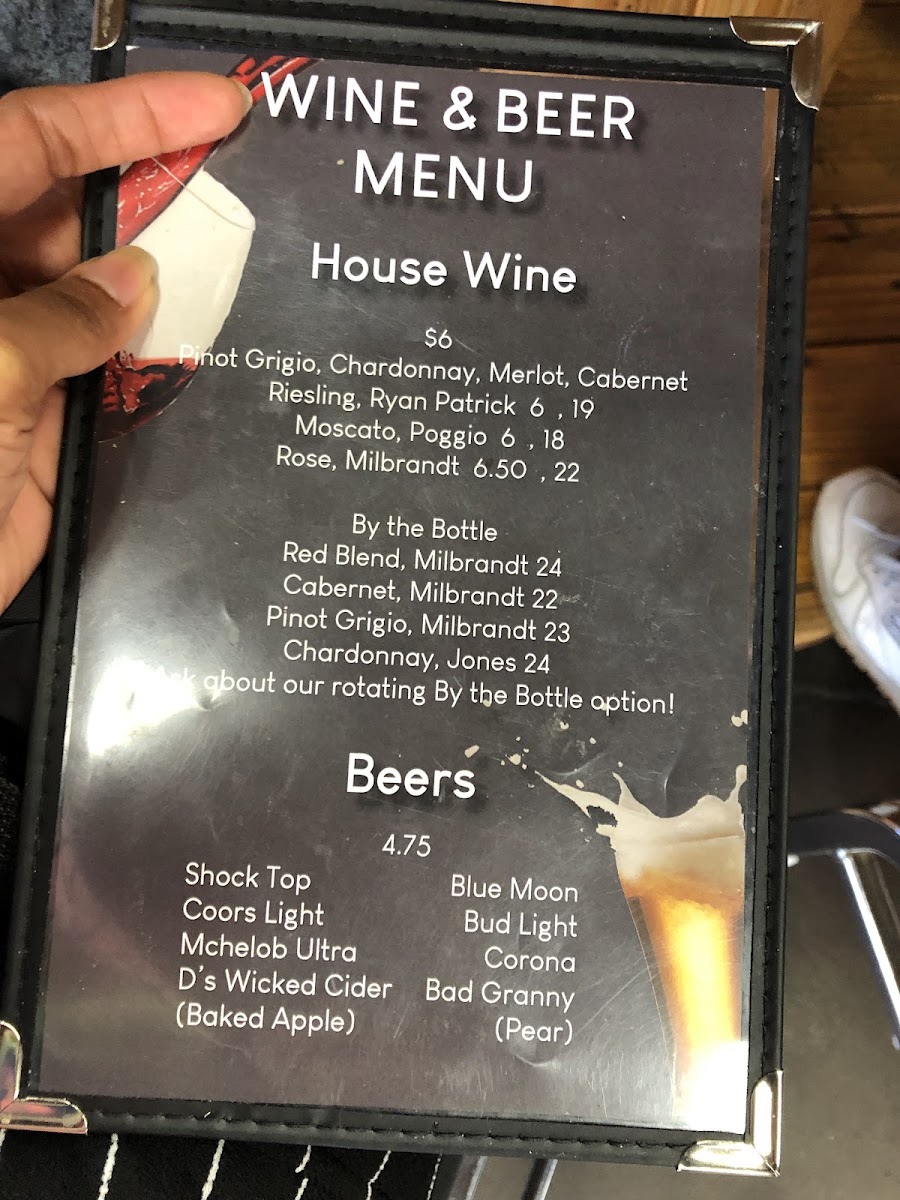 WINE & BEER
MENU
House Wine
$6
Pinot Grigio, Chardonnay, Merlot, Cabernet
Riesling, Ryan Patrick 6 , 19
Moscato, Poggio 6 , 18
Rose, Milbrandt 6.50 , 22
By the Bottle
Red Blend, Milbrandt 24
Cabernet, Milbrandt 22
Pinot Grigio, Milbrandt 23
Chardonnay, Jones 24
Ask about our rotating By the Bottle option!
Beers
4.75
Shock Top Blue Moon
Coors Light Bud Light
Mchelob Ultra Corona
D's Wicked Cider Bad Granny
(Baked Apple) (Pear)